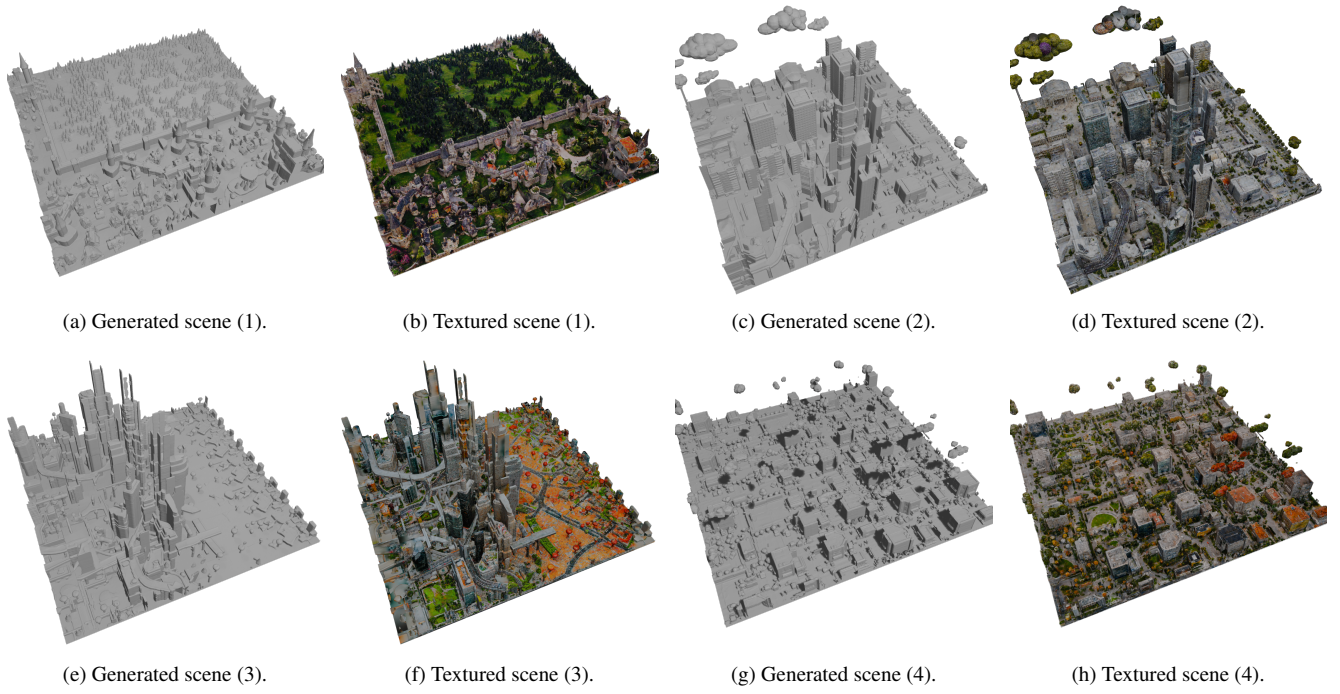 (a) Generated scene (1).
(b) Textured scene (1).
(c) Generated scene (2).
(d) Textured scene (2).
(e) Generated scene (3).
(f) Textured scene (3).
(g) Generated scene (4).
(h) Textured scene (4).